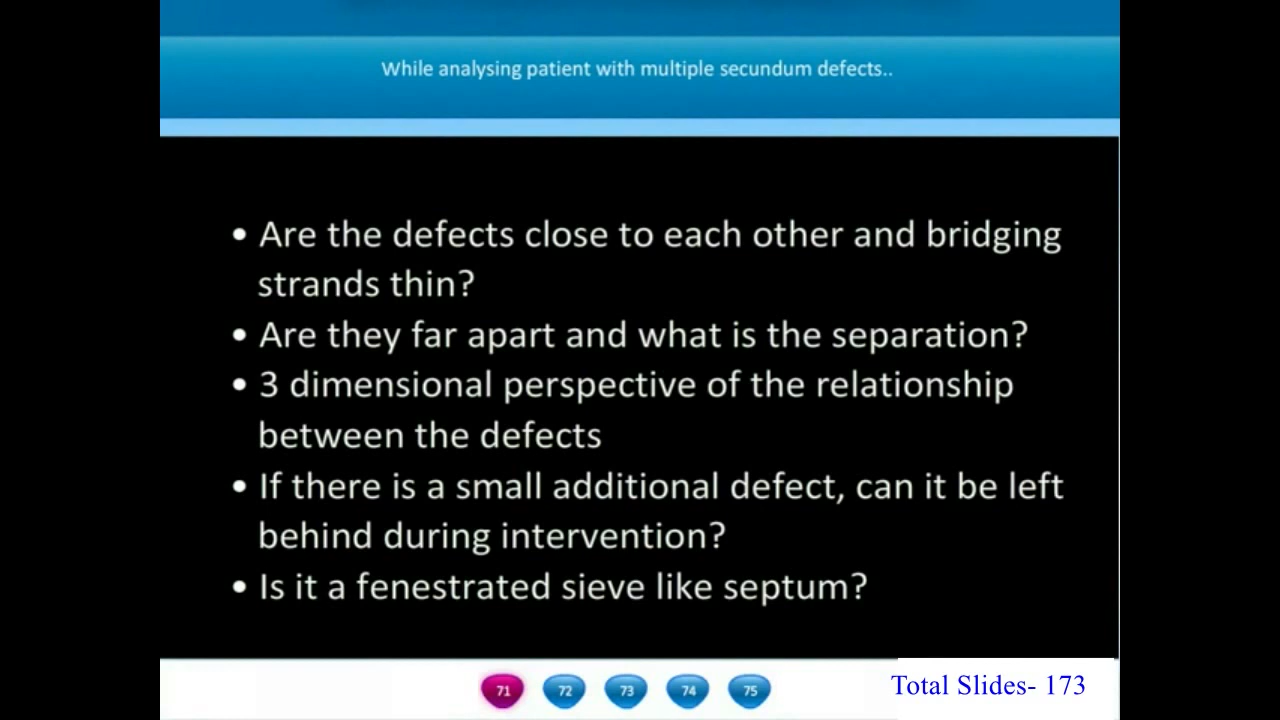 While analysing patient with multiple secundum defects..
• Are the defects close to each other and bridging
strands thin?
• Are they far apart and what is the separation?
• 3 dimensional perspective of the relationship
between the defects
• If there is a small additional defect, can it be left
behind during intervention?
• Is it a fenestrated sieve like septum?
71 72 73 74 75
Total Slides- 173